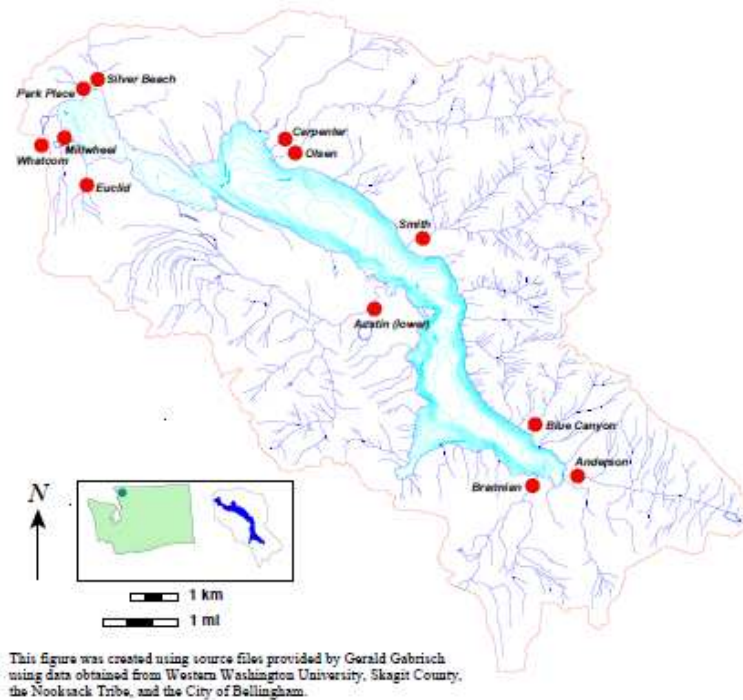 Silver Beach
Park Place
Carpenter
Millwheel
Whatcom
Olsen
Euclid
Smith
Austin (lower)
Blue Canyon
Anderson
Brannian
N
1 km
1 mi
This figure was created using source files provided by Gerald Gabrisch
using data obtained from Western Washington University, Skagit County,
the Nooksack Tribe, and the City of Bellingham.